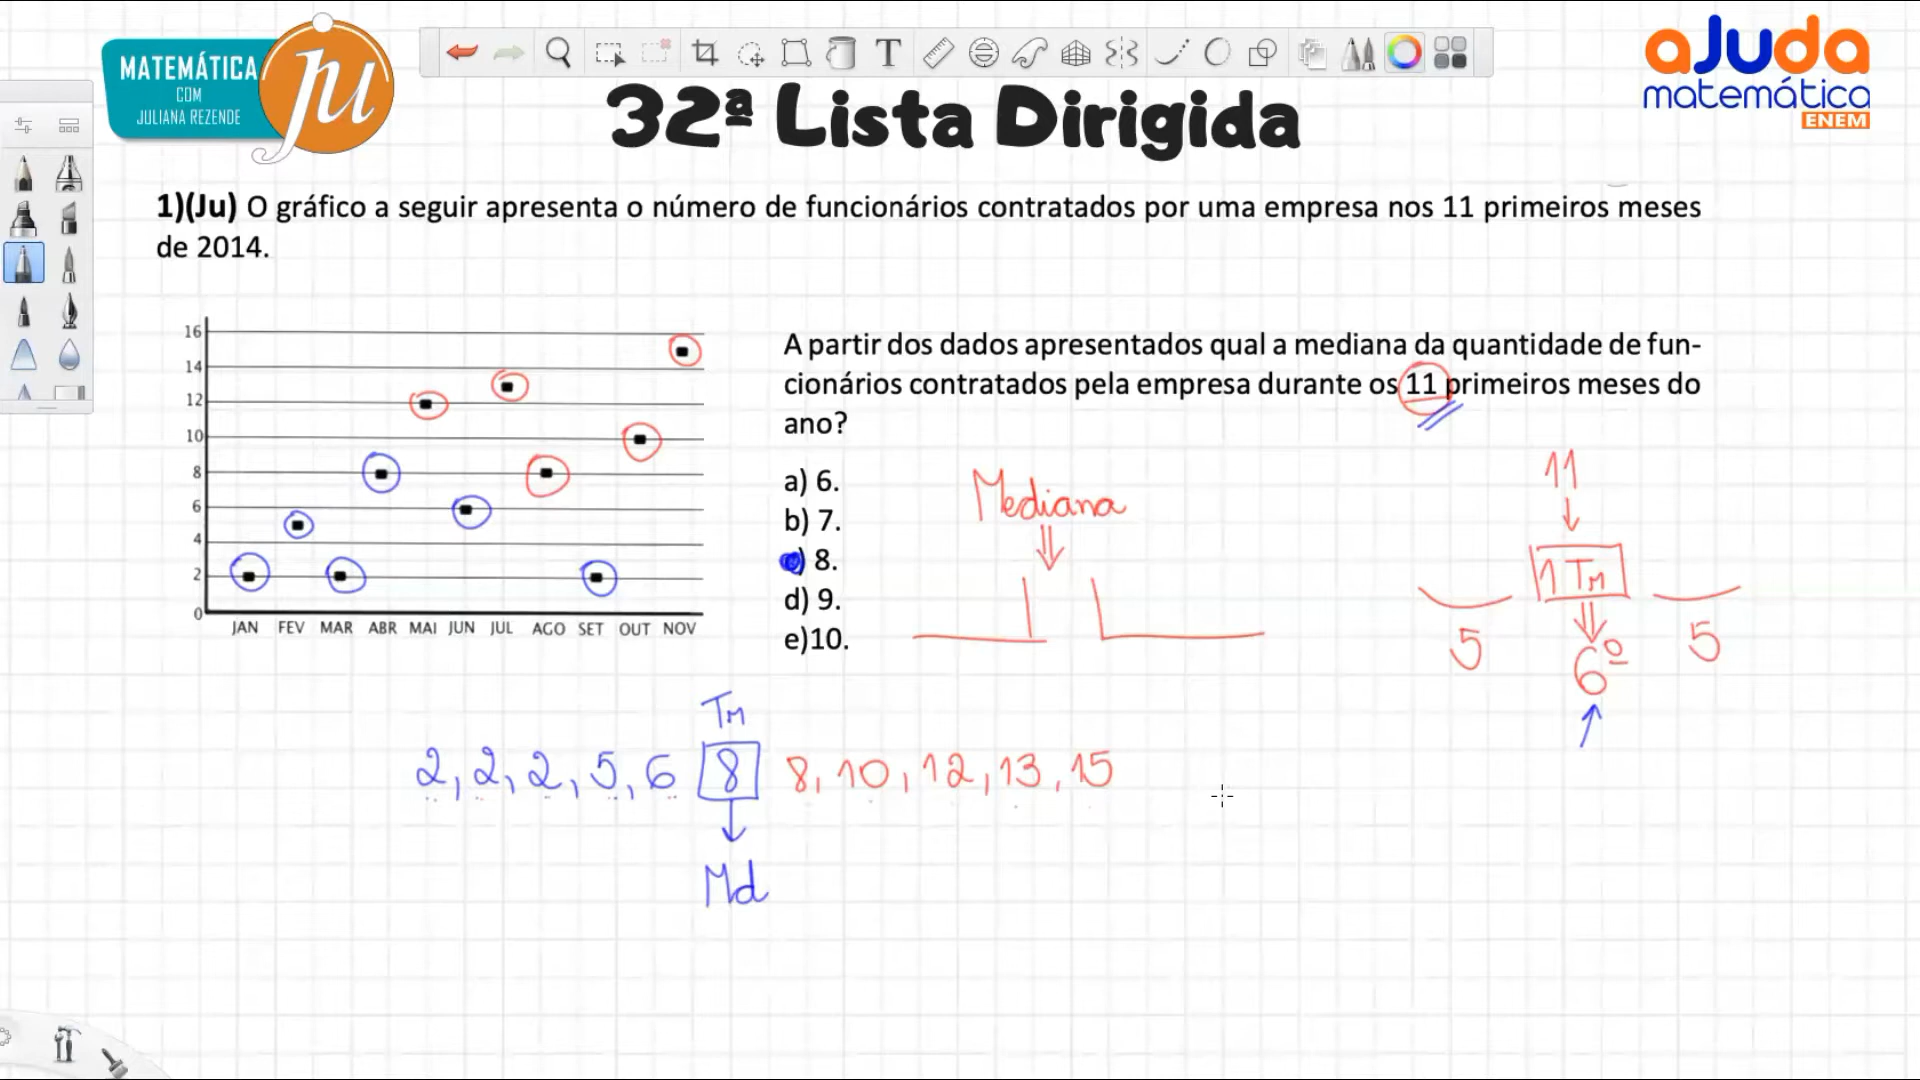 MATEMÁTICA
COM
JULIANA REZENDE
Ju
aJuda
matemática
ENEM
32ª Lista Dirigida
1)(Ju) O gráfico a seguir apresenta o número de funcionários contratados por uma empresa nos 11 primeiros meses
de 2014.
16
14
12
10
8
6
4
2
0
JAN FEV MAR ABR MAI JUN JUL AGO SET OUT NOV
A partir dos dados apresentados qual a mediana da quantidade de fun-
cionários contratados pela empresa durante os 11 primeiros meses do
ano?
a) 6.
b) 7.
) 8.
d) 9.
e)10.
Mediana
11
1 TM
5 6º 5
TM
2, 2, 2, 5, 6 8 8, 10, 12, 13, 15
Md